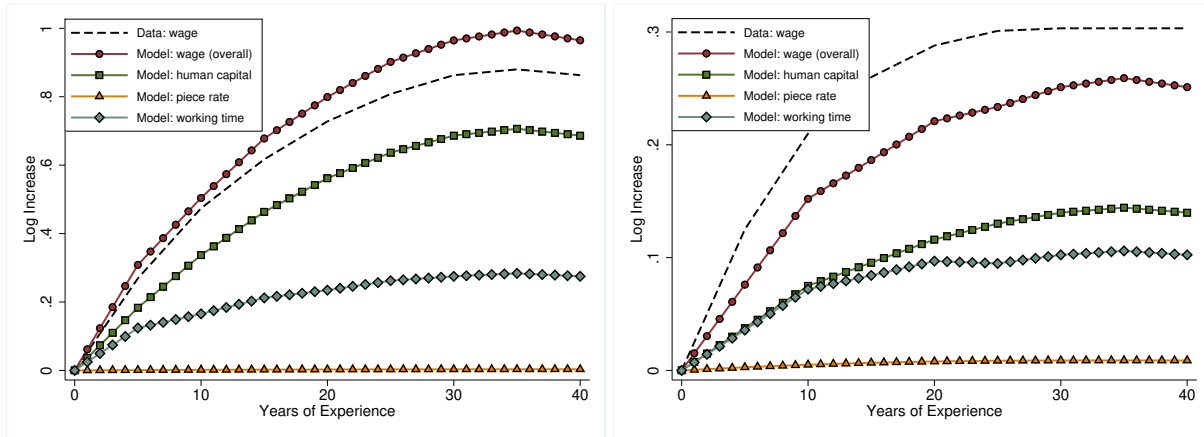 1
.8
.6
.4
.2
0
Log Increase
0
10
20
30
40
Years of Experience
Data: wage
Model: wage (overall)
Model: human capital
Model: piece rate
Model: working time
.3
.2
.1
0
Log Increase
0
10
20
30
40
Years of Experience
Data: wage
Model: wage (overall)
Model: human capital
Model: piece rate
Model: working time